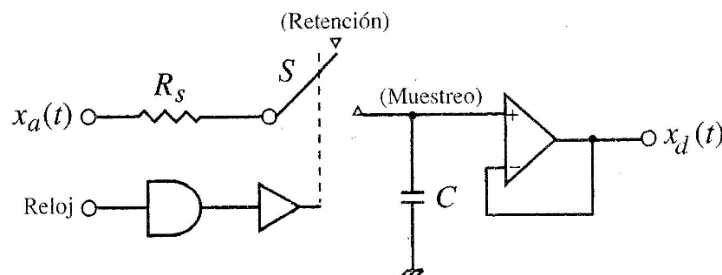 (Retención)
S
R_s
x_a(t)
(Muestreo)
+
−
x_d(t)
Reloj
C